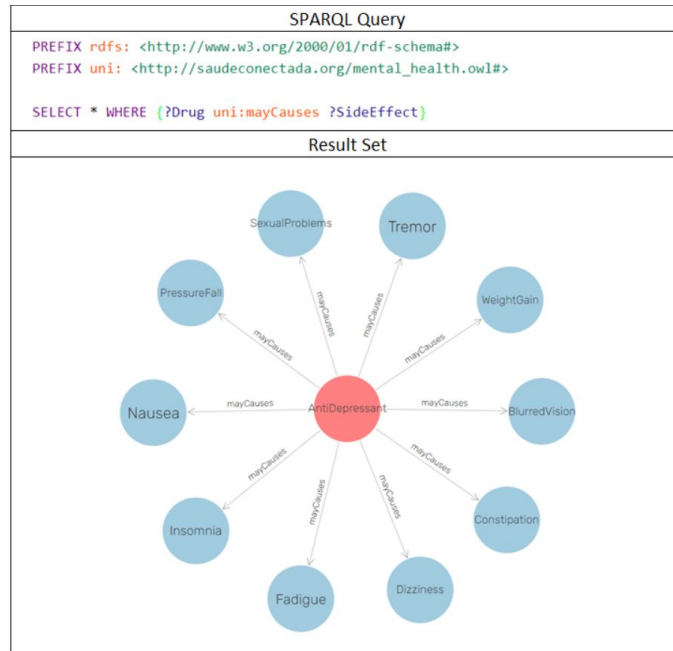 SPARQL Query
PREFIX rdfs: <http://www.w3.org/2000/01/rdf-schema#>
PREFIX uni: <http://saudeconectada.org/mental_health.owl#>
SELECT * WHERE {?Drug uni:mayCauses ?SideEffect}
Result Set
SexualProblems
Tremor
mayCauses
mayCauses
PressureFall
WeightGain
mayCauses
mayCauses
Nausea
mayCauses
AntiDepressant
mayCauses
BlurredVision
mayCauses
mayCauses
Insomnia
Constipation
mayCauses
mayCauses
Fadigue
Dizziness